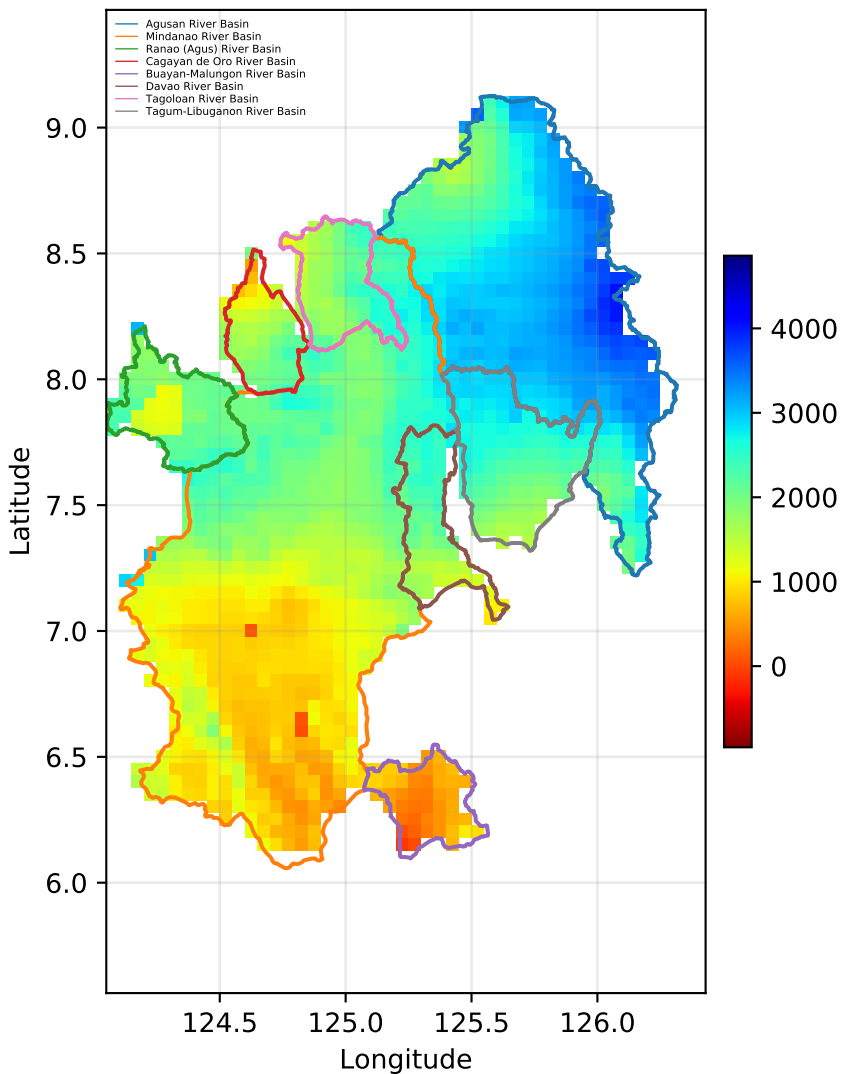 Agusan River Basin
Mindanao River Basin
Ranao (Agus) River Basin
Cagayan de Oro River Basin
Buayan-Malungon River Basin
Davao River Basin
Tagoloan River Basin
Tagum-Libuganon River Basin
9.0
8.5
8.0
7.5
7.0
6.5
6.0
Latitude
124.5 125.0 125.5 126.0
Longitude
4000
3000
2000
1000
0